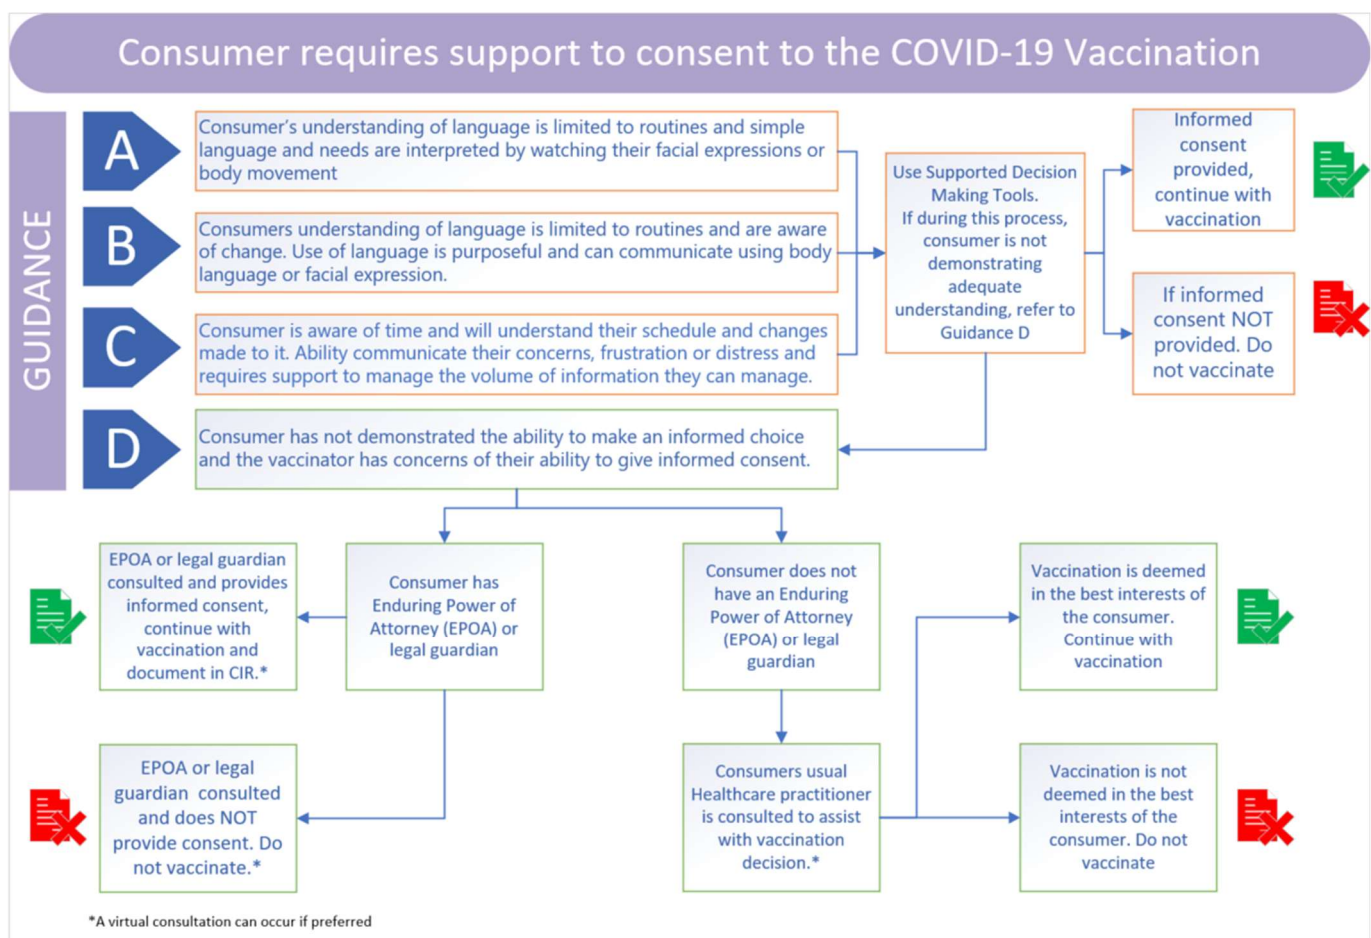 Consumer requires support to consent to the COVID-19 Vaccination
GUIDANCE
A
Consumer's understanding of language is limited to routines and simple
language and needs are interpreted by watching their facial expressions or
body movement
B
Consumers understanding of language is limited to routines and are aware
of change. Use of language is purposeful and can communicate using body
language or facial expression.
C
Consumer is aware of time and will understand their schedule and changes
made to it. Ability communicate their concerns, frustration or distress and
requires support to manage the volume of information they can manage.
D
Consumer has not demonstrated the ability to make an informed choice
and the vaccinator has concerns of their ability to give informed consent.
Use Supported Decision
Making Tools.
If during this process,
consumer is not
demonstrating
adequate
understanding, refer to
Guidance D
Informed
consent
provided,
continue with
vaccination
If informed
consent NOT
provided. Do
not vaccinate
EPOA or legal guardian
consulted and provides
informed consent,
continue with
vaccination and
document in CIR.*
Consumer has
Enduring Power of
Attorney (EPOA) or
legal guardian
Consumer does not
have an Enduring
Power of Attorney
(EPOA) or legal
guardian
Vaccination is deemed
in the best interests of
the consumer.
Continue with
vaccination
EPOA or legal
guardian consulted
and does NOT
provide consent. Do
not vaccinate.*
Consumers usual
Healthcare practitioner
is consulted to assist
with vaccination
decision.*
Vaccination is not
deemed in the best
interests of the
consumer. Do not
vaccinate
*A virtual consultation can occur if preferred